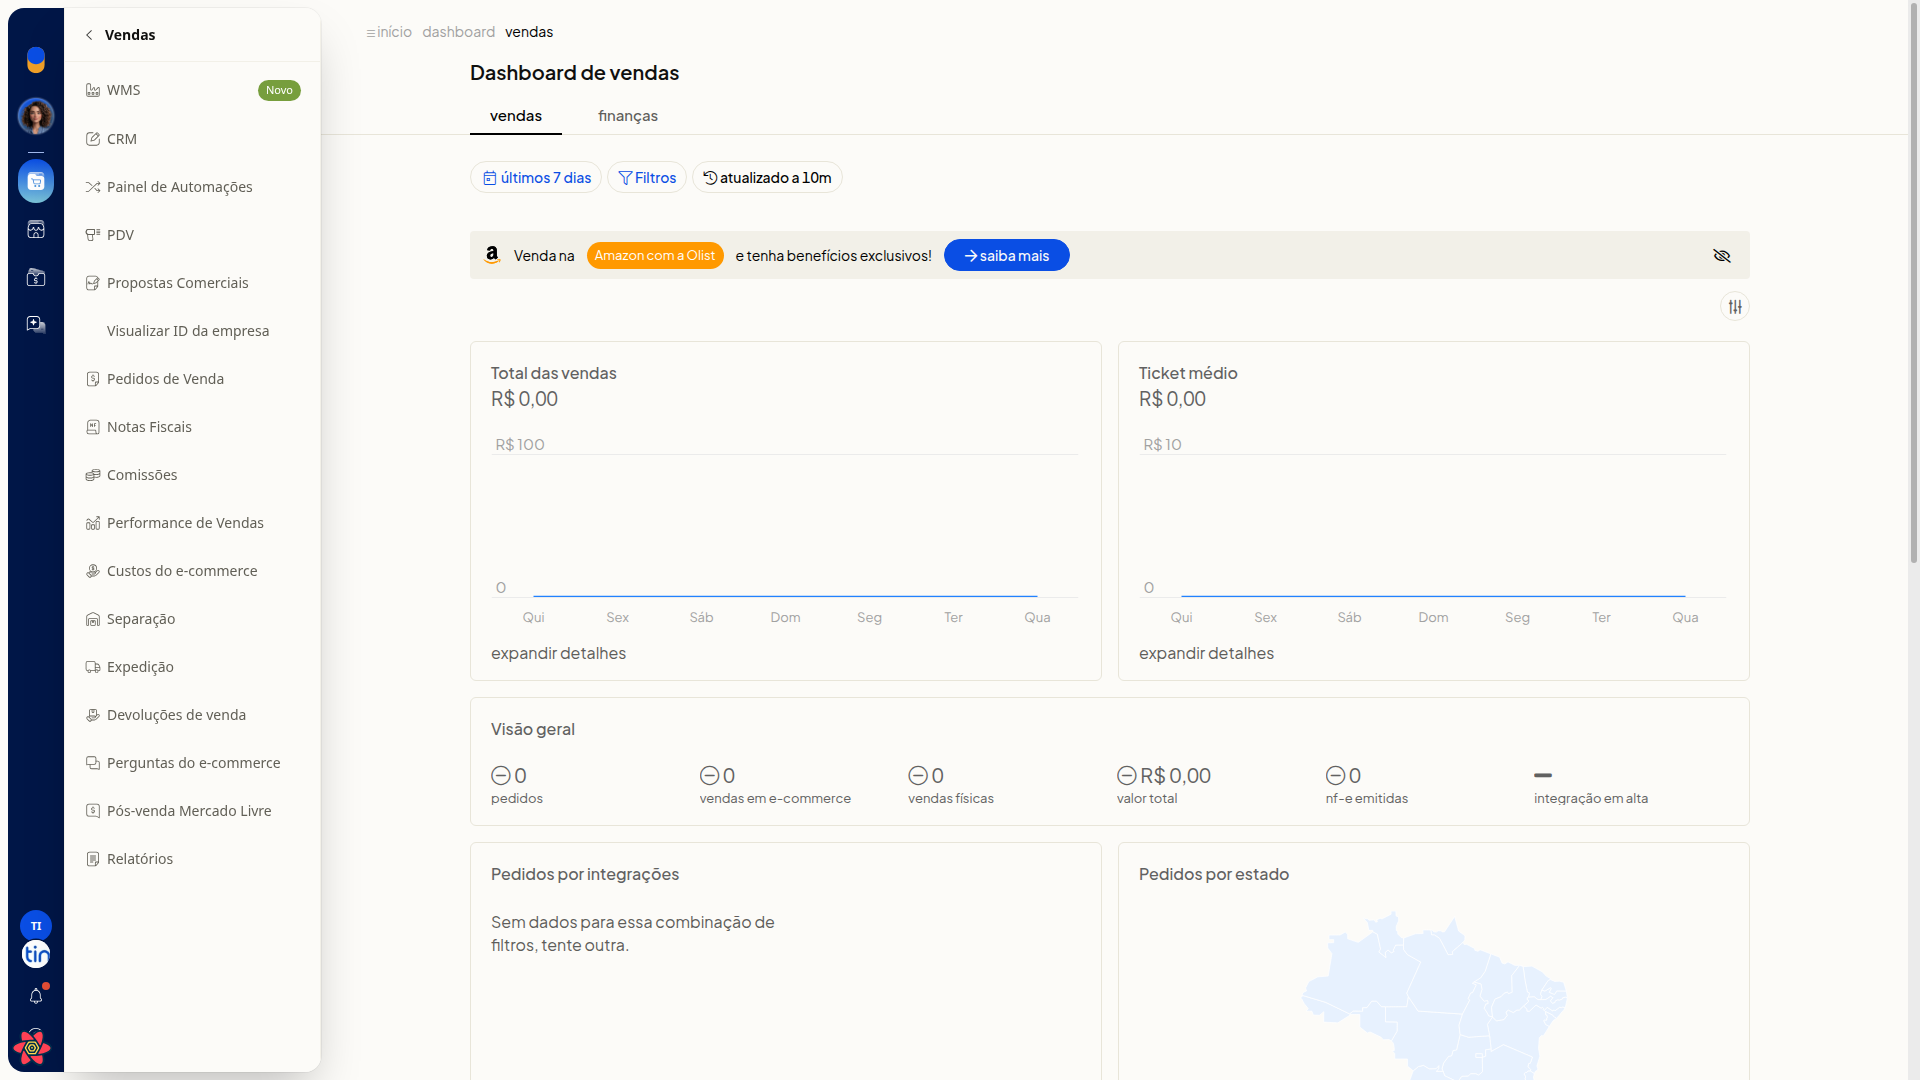 Vendas
WMS
Novo
CRM
Painel de Automações
PDV
Propostas Comerciais
Visualizar ID da empresa
Pedidos de Venda
Notas Fiscais
Comissões
Performance de Vendas
Custos do e-commerce
Separação
Expedição
Devoluções de venda
Perguntas do e-commerce
Pós-venda Mercado Livre
Relatórios
TI
tin
início dashboard vendas
Dashboard de vendas
vendas finanças
últimos 7 dias Filtros atualizado a 10m
Venda na Amazon com a Olist e tenha benefícios exclusivos! saiba mais
Total das vendas
R$ 0,00
R$ 100
0
Qui Sex Sáb Dom Seg Ter Qua
expandir detalhes
Ticket médio
R$ 0,00
R$ 10
0
Qui Sex Sáb Dom Seg Ter Qua
expandir detalhes
Visão geral
0 0 0 R$ 0,00 0
pedidos vendas em e-commerce vendas físicas valor total nf-e emitidas integração em alta
Pedidos por integrações
Sem dados para essa combinação de
filtros, tente outra.
Pedidos por estado